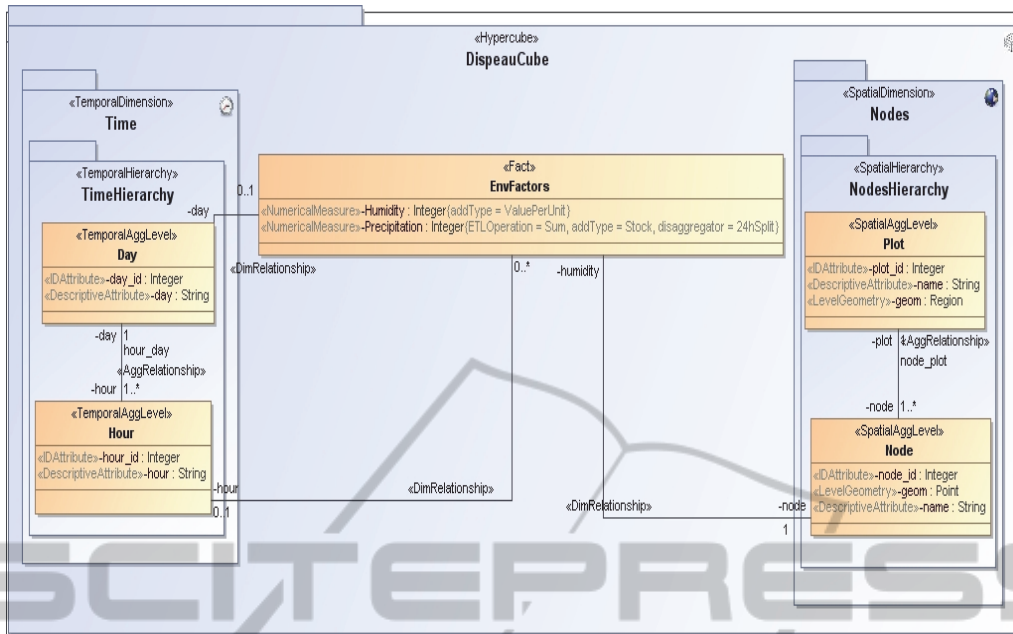 «Hypercube»
DispeauCube
«TemporalDimension»
Time
«TemporalHierarchy»
TimeHierarchy
«TemporalAggLevel»
Day
«IDAttribute»-day_id : Integer
«DescriptiveAttribute»-day : String
-day 1
hour_day
«AggRelationship»
-hour 1..*
«TemporalAggLevel»
Hour
«IDAttribute»-hour_id : Integer
«DescriptiveAttribute»-hour : String
0..1
-day
«DimRelationship»
«Fact»
EnvFactors
«NumericalMeasure»-Humidity : Integer{addType = ValuePerUnit}
«NumericalMeasure»-Precipitation : Integer{ETLOperation = Sum, addType = Stock, disaggregator = 24hSplit}
0..*
-humidity
-hour
0..1
«DimRelationship»
«DimRelationship»
-node
1
«SpatialDimension»
Nodes
«SpatialHierarchy»
NodesHierarchy
«SpatialAggLevel»
Plot
«IDAttribute»-plot_id : Integer
«DescriptiveAttribute»-name : String
«LevelGeometry»-geom : Region
-plot 1 «AggRelationship»
node_plot
-node 1..*
«SpatialAggLevel»
Node
«IDAttribute»-node_id : Integer
«LevelGeometry»-geom : Point
«DescriptiveAttribute»-name : String
SCITEPRESS